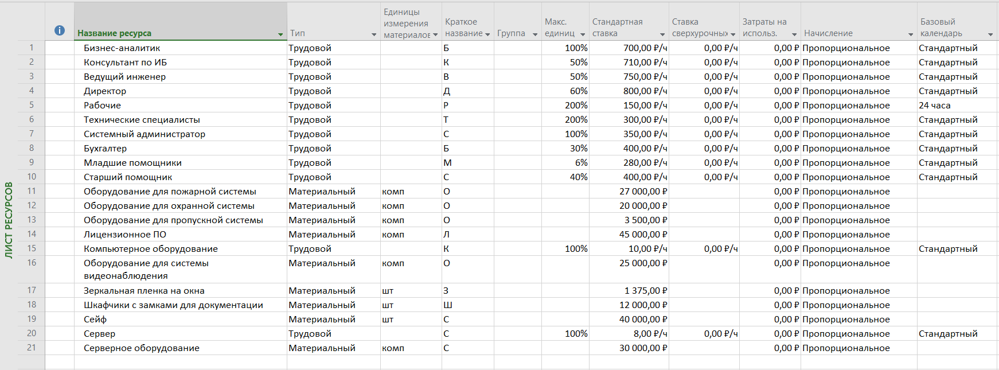 Название ресурса Тип Единицы измерения материалов Краткое название Группа Макс. единиц Стандартная ставка Ставка сверхурочных Затраты на использ. Начисление Базовый календарь
1 Бизнес-аналитик Трудовой Б 100% 700,00 ₽/ч 0,00 ₽/ч 0,00 ₽ Пропорциональное Стандартный
2 Консультант по ИБ Трудовой К 50% 710,00 ₽/ч 0,00 ₽/ч 0,00 ₽ Пропорциональное Стандартный
3 Ведущий инженер Трудовой В 50% 750,00 ₽/ч 0,00 ₽/ч 0,00 ₽ Пропорциональное Стандартный
4 Директор Трудовой Д 60% 800,00 ₽/ч 0,00 ₽/ч 0,00 ₽ Пропорциональное Стандартный
5 Рабочие Трудовой Р 200% 150,00 ₽/ч 0,00 ₽/ч 0,00 ₽ Пропорциональное 24 часа
6 Технические специалисты Трудовой Т 200% 300,00 ₽/ч 0,00 ₽/ч 0,00 ₽ Пропорциональное Стандартный
7 Системный администратор Трудовой С 100% 350,00 ₽/ч 0,00 ₽/ч 0,00 ₽ Пропорциональное Стандартный
8 Бухгалтер Трудовой Б 30% 400,00 ₽/ч 0,00 ₽/ч 0,00 ₽ Пропорциональное Стандартный
9 Младшие помощники Трудовой М 6% 280,00 ₽/ч 0,00 ₽/ч 0,00 ₽ Пропорциональное Стандартный
10 Старший помощник Трудовой С 40% 400,00 ₽/ч 0,00 ₽/ч 0,00 ₽ Пропорциональное Стандартный
11 Оборудование для пожарной системы Материальный комп О 27 000,00 ₽ 0,00 ₽ Пропорциональное
12 Оборудование для охранной системы Материальный комп О 20 000,00 ₽ 0,00 ₽ Пропорциональное
13 Оборудование для пропускной системы Материальный комп О 3 500,00 ₽ 0,00 ₽ Пропорциональное
14 Лицензионное ПО Материальный комп Л 45 000,00 ₽ 0,00 ₽ Пропорциональное
15 Компьютерное оборудование Трудовой К 100% 10,00 ₽/ч 0,00 ₽/ч 0,00 ₽ Пропорциональное Стандартный
16 Оборудование для системы Материальный комп О 25 000,00 ₽ 0,00 ₽ Пропорциональное
видеонаблюдения
17 Зеркальная пленка на окна Материальный шт З 1 375,00 ₽ 0,00 ₽ Пропорциональное
18 Шкафчики с замками для документации Материальный шт Ш 12 000,00 ₽ 0,00 ₽ Пропорциональное
19 Сейф Материальный шт С 40 000,00 ₽ 0,00 ₽ Пропорциональное
20 Сервер Трудовой С 100% 8,00 ₽/ч 0,00 ₽/ч 0,00 ₽ Пропорциональное Стандартный
21 Серверное оборудование Материальный комп С 30 000,00 ₽ 0,00 ₽ Пропорциональное
ЛИСТ РЕСУРСОВ